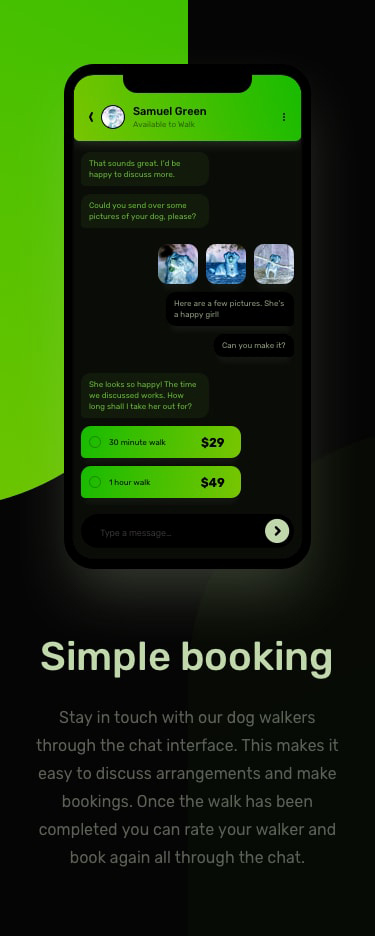 Samuel Green
Available to Walk
That sounds great. I'd be
happy to discuss more.
Could you send over some
pictures of your dog, please?
Here are a few pictures. She's
a happy girl!
Can you make it?
She looks so happy! The time
we discussed works. How
long shall I take her out for?
30 minute walk $29
1 hour walk $49
Type a message...
Simple booking
Stay in touch with our dog walkers
through the chat interface. This makes it
easy to discuss arrangements and make
bookings. Once the walk has been
completed you can rate your walker and
book again all through the chat.